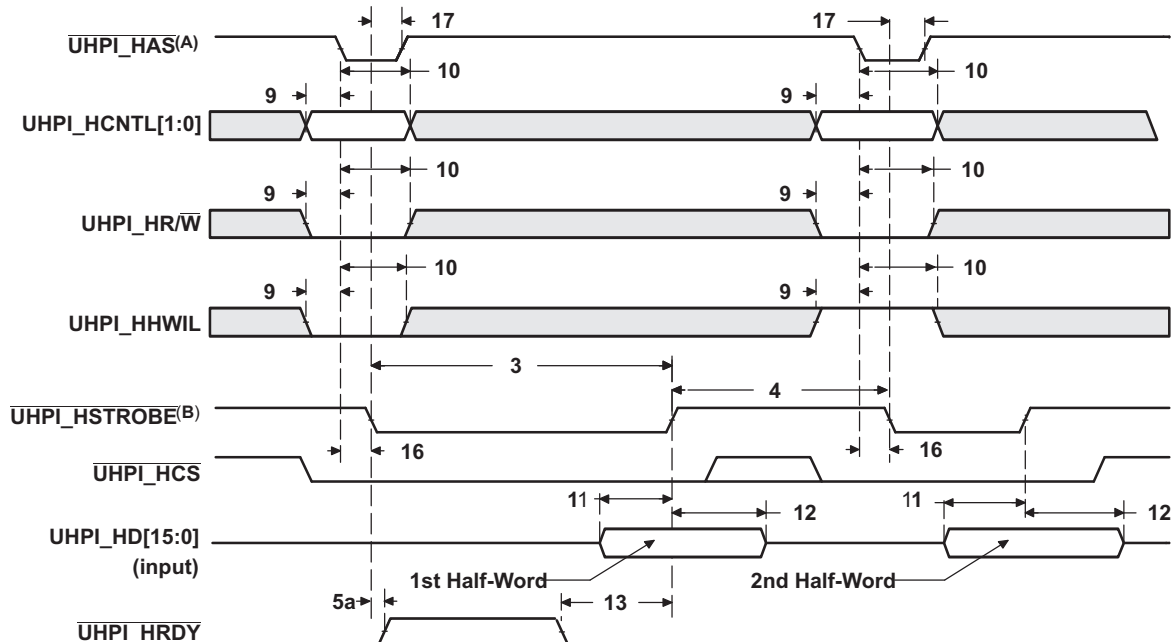 17 17
UHPI_HAS(A)
10 10
9 9
UHPI_HCNTL[1:0]
10 10
9 9
UHPI_HR/W
10 10
9 9
UHPI_HHWIL
3
4
UHPI_HSTROBE(B)
16 16
UHPI_HCS
11 11
12 12
UHPI_HD[15:0]
(input)
1st Half-Word 2nd Half-Word
5a 13
UHPI_HRDY